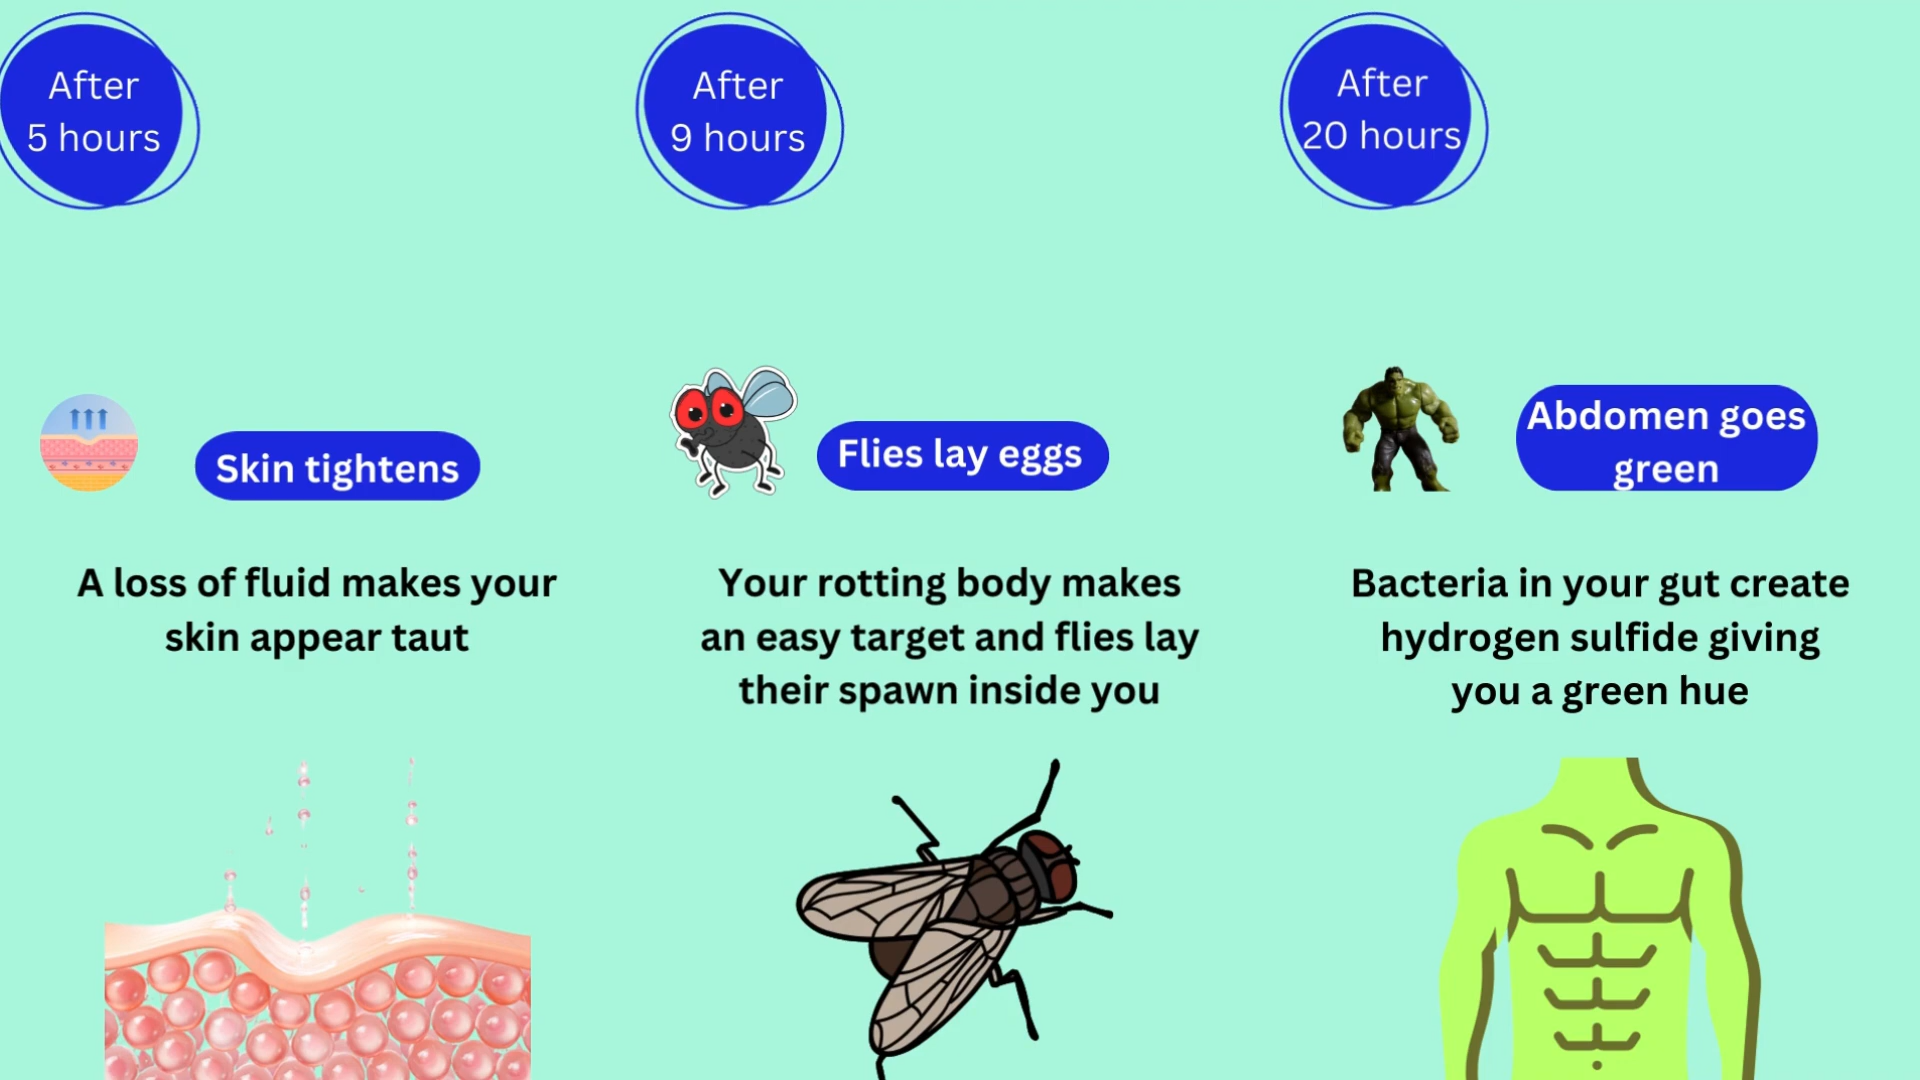 After
5 hours
After
9 hours
After
20 hours
Skin tightens
Flies lay eggs
Abdomen goes
green
A loss of fluid makes your
skin appear taut
Your rotting body makes
an easy target and flies lay
their spawn inside you
Bacteria in your gut create
hydrogen sulfide giving
you a green hue